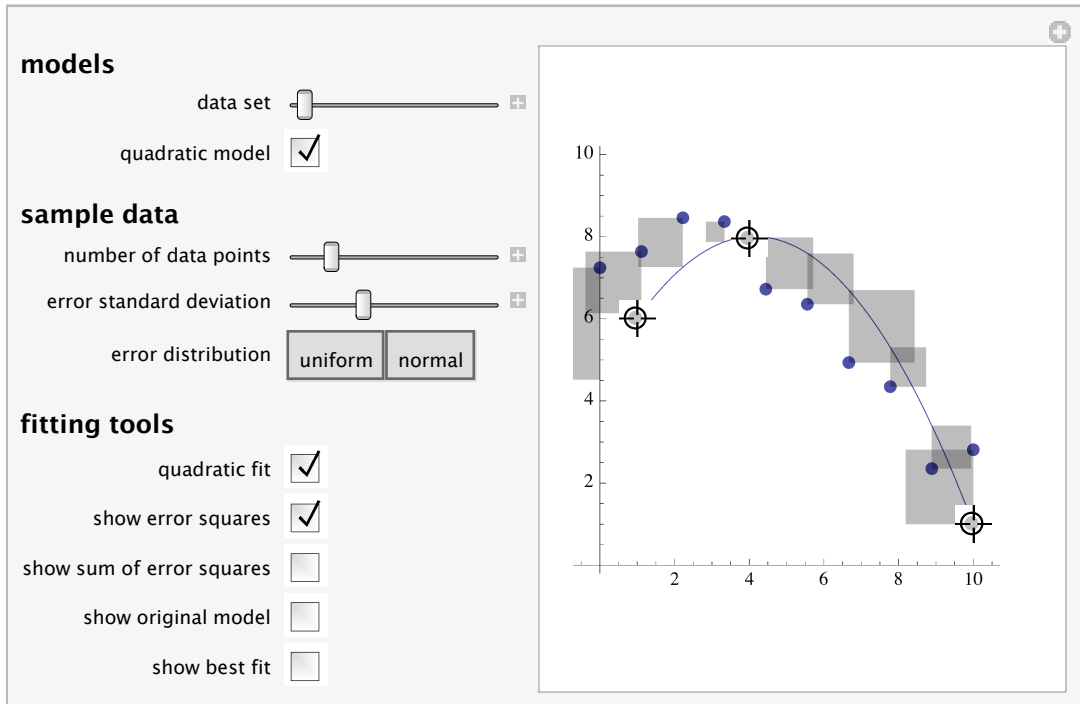 models
data set
quadratic model
sample data
number of data points
error standard deviation
error distribution
uniform normal
fitting tools
quadratic fit
show error squares
show sum of error squares
show original model
show best fit
10
8
6
4
2
2 4 6 8 10